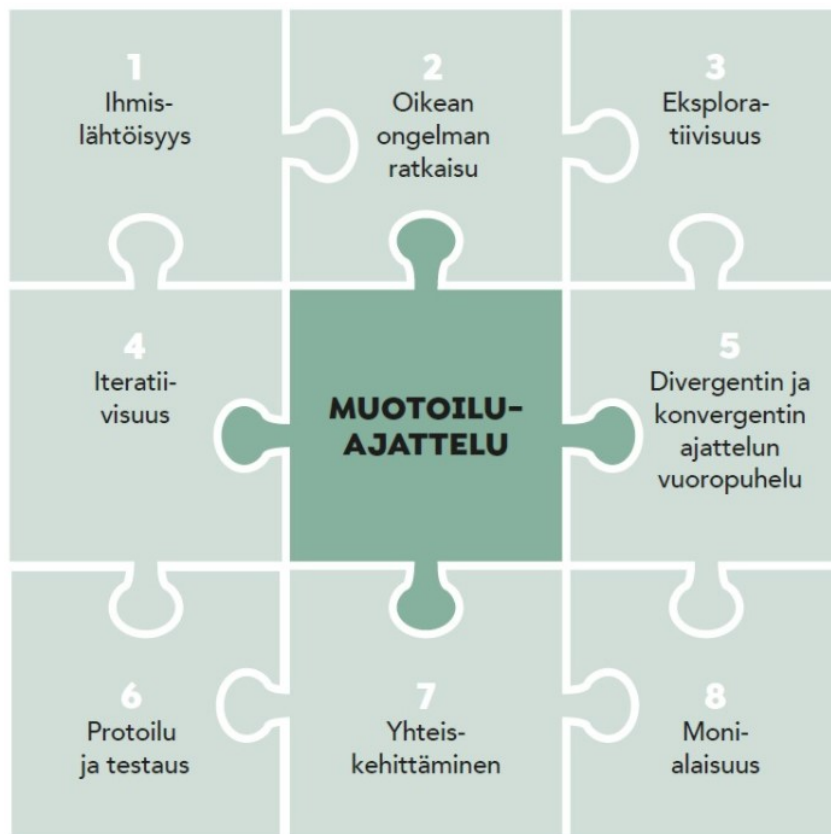 1
Ihmis-
lähtöisyys
2
Oikean
ongelman
ratkaisu
3
Eksplora-
tiivisuus
4
Iteratii-
visuus
MUOTOILU-
AJATTELU
5
Divergentin ja
konvergentin
ajattelun
vuoropuhelu
6
Protoilu
ja testaus
7
Yhteis-
kehittäminen
8
Moni-
alaisuus